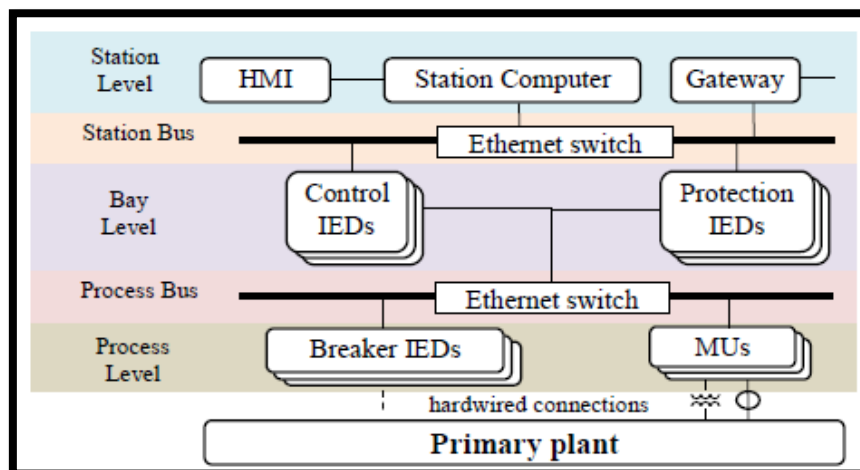 Station
Level
HMI
Station Computer
Gateway
Station Bus
Ethernet switch
Bay
Level
Control
IEDs
Protection
IEDs
Process Bus
Ethernet switch
Process
Level
Breaker IEDs
MUs
hardwired connections
Primary plant